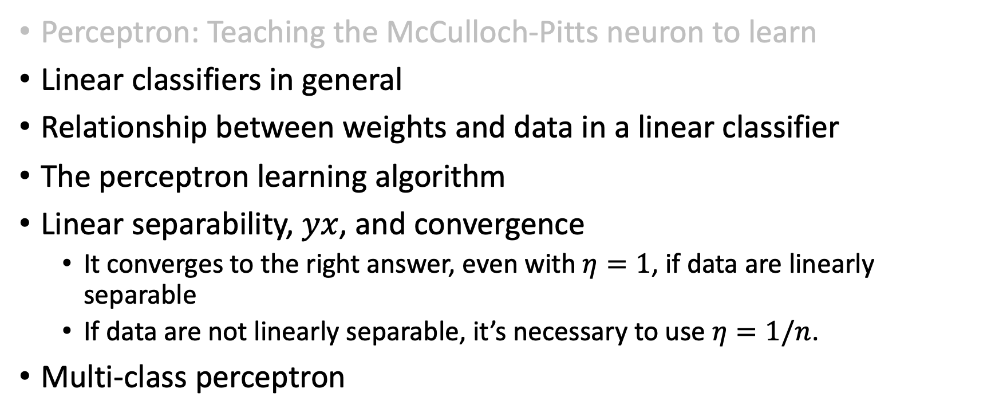 • Perceptron: Teaching the McCulloch-Pitts neuron to learn
• Linear classifiers in general
• Relationship between weights and data in a linear classifier
• The perceptron learning algorithm
• Linear separability, 𝑦𝑥, and convergence
• It converges to the right answer, even with 𝜂 = 1, if data are linearly
separable
• If data are not linearly separable, it’s necessary to use 𝜂 = 1/𝑛.
• Multi-class perceptron